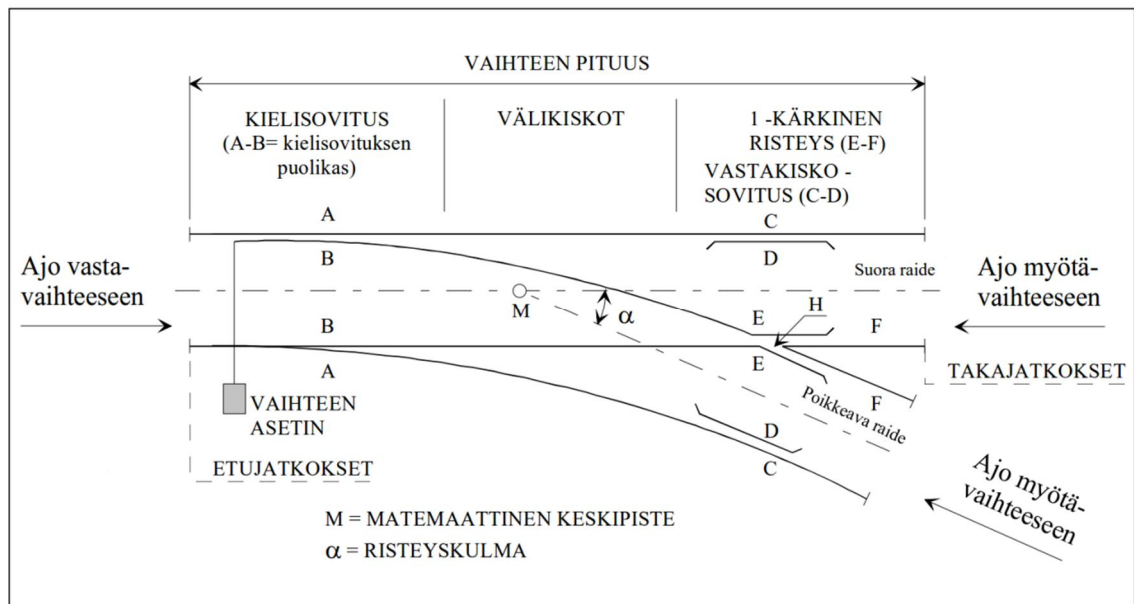 VAIHTEEN PITUUS
KIELISOVITUS
(A-B= kielisovituksen
puolikas)
VÄLIKISKOT
1 -KÄRKINEN
RISTEYS (E-F)
VASTAKISKO -
SOVITUS (C-D)
A
C
B
D
Ajo vasta-
vaihteeseen
Suora raide
Ajo myötä-
vaihteeseen
M
α
H
B
E
F
A
E
F
TAKAJATKOKSET
VAIHTEEN
ASETIN
Poikkeava raide
D
C
ETUJATKOKSET
Ajo myötä-
vaihteeseen
M = MATEMAATTINEN KESKIPISTE
α = RISTEYSKULMA